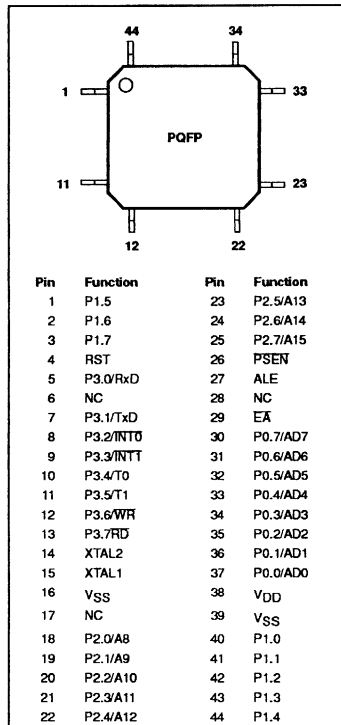 44 34
1 33
PQFP
11 23
12 22
Pin Function Pin Function
1 P1.5 23 P2.5/A13
2 P1.6 24 P2.6/A14
3 P1.7 25 P2.7/A15
4 RST 26 P̅S̅E̅N̅
5 P3.0/RxD 27 ALE
6 NC 28 NC
7 P3.1/TxD 29 E̅A̅
8 P3.2/I̅N̅T̅0̅ 30 P0.7/AD7
9 P3.3/I̅N̅T̅1̅ 31 P0.6/AD6
10 P3.4/T0 32 P0.5/AD5
11 P3.5/T1 33 P0.4/AD4
12 P3.6/W̅R̅ 34 P0.3/AD3
13 P3.7R̅D̅ 35 P0.2/AD2
14 XTAL2 36 P0.1/AD1
15 XTAL1 37 P0.0/AD0
16 VSS 38 VDD
17 NC 39 VSS
18 P2.0/A8 40 P1.0
19 P2.1/A9 41 P1.1
20 P2.2/A10 42 P1.2
21 P2.3/A11 43 P1.3
22 P2.4/A12 44 P1.4